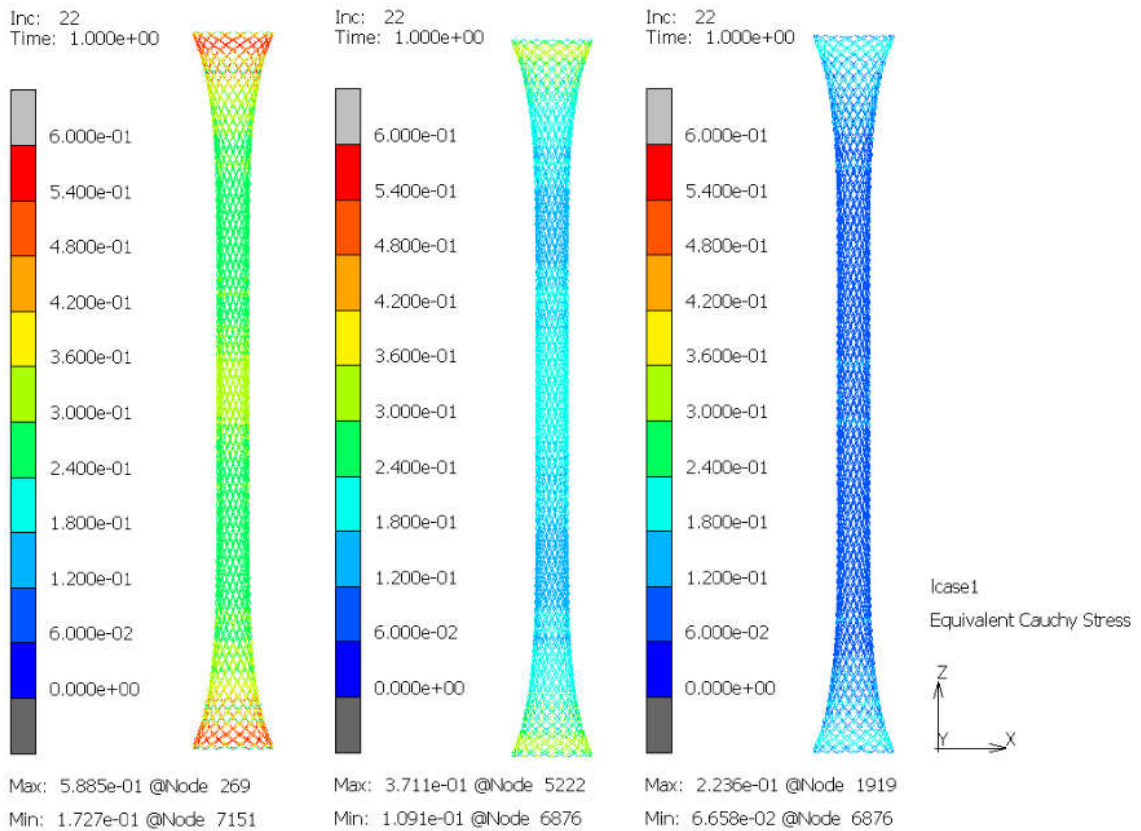 Inc: 22
Time: 1.000e+00
6.000e-01
5.400e-01
4.800e-01
4.200e-01
3.600e-01
3.000e-01
2.400e-01
1.800e-01
1.200e-01
6.000e-02
0.000e+00
Max: 5.885e-01 @Node 269
Min: 1.727e-01 @Node 7151
Inc: 22
Time: 1.000e+00
6.000e-01
5.400e-01
4.800e-01
4.200e-01
3.600e-01
3.000e-01
2.400e-01
1.800e-01
1.200e-01
6.000e-02
0.000e+00
Max: 3.711e-01 @Node 5222
Min: 1.091e-01 @Node 6876
Inc: 22
Time: 1.000e+00
6.000e-01
5.400e-01
4.800e-01
4.200e-01
3.600e-01
3.000e-01
2.400e-01
1.800e-01
1.200e-01
6.000e-02
0.000e+00
Max: 2.236e-01 @Node 1919
Min: 6.658e-02 @Node 6876
lcase1
Equivalent Cauchy Stress
Z
Y
X